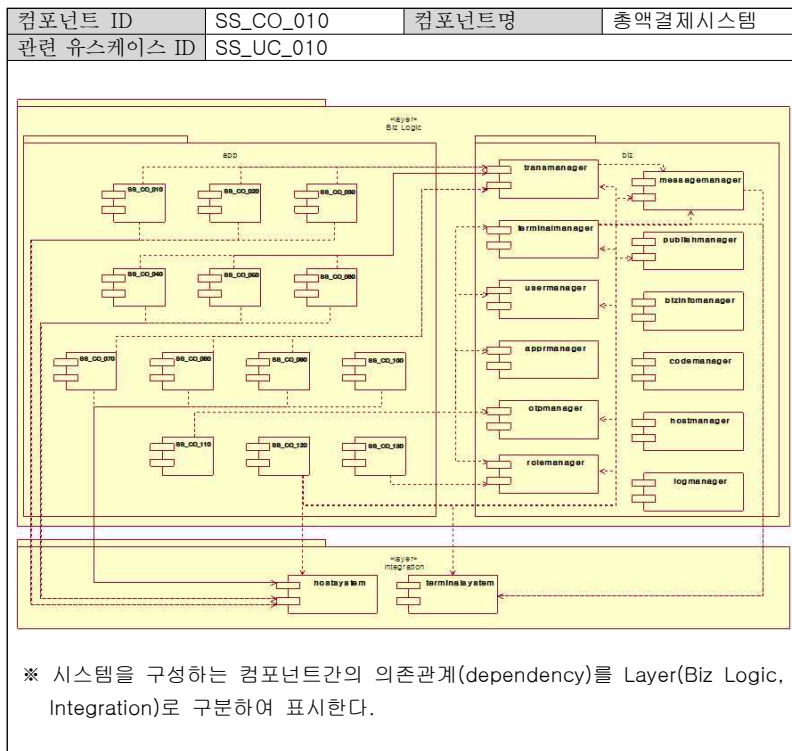 컴포넌트 ID SS_CO_010 컴포넌트명 총액결제시스템
관련 유스케이스 ID SS_UC_010
«layer»
Biz Logic
app
biz
SS_CO_010 SS_CO_020 SS_CO_030
SS_CO_040 SS_CO_050 SS_CO_060
SS_CO_070 SS_CO_080 SS_CO_090 SS_CO_100
SS_CO_110 SS_CO_120 SS_CO_130
transmanager
messagemanager
terminalmanager
publishmanager
usermanager
bizinfomanager
apprmanager
codemanager
otpmanager
hostmanager
rolemanager
logmanager
«layer»
Integration
hostsystem terminalsystem
※ 시스템을 구성하는 컴포넌트간의 의존관계(dependency)를 Layer(Biz Logic,
Integration)로 구분하여 표시한다.